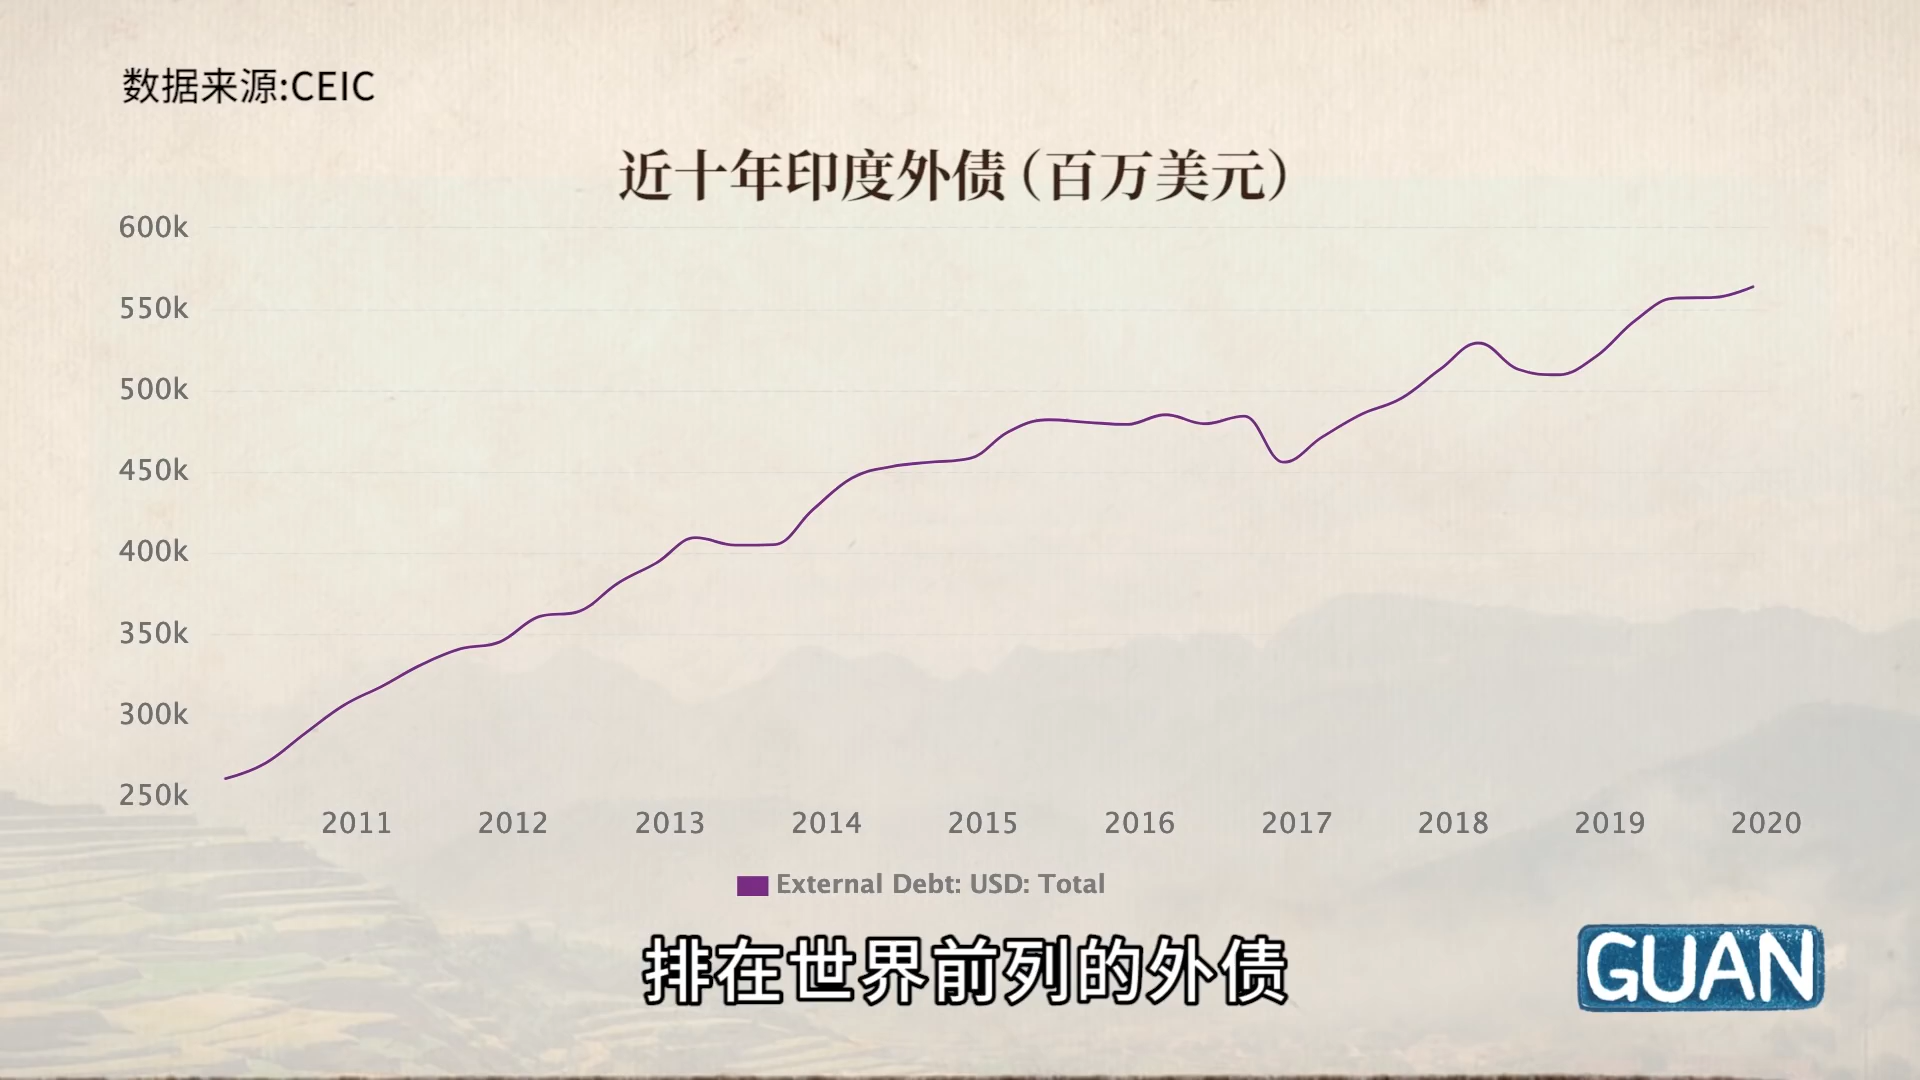 数据来源:CEIC
近十年印度外债(百万美元)
600k
550k
500k
450k
400k
350k
300k
250k
2011 2012 2013 2014 2015 2016 2017 2018 2019 2020
External Debt: USD: Total
排在世界前列的外债
GUAN